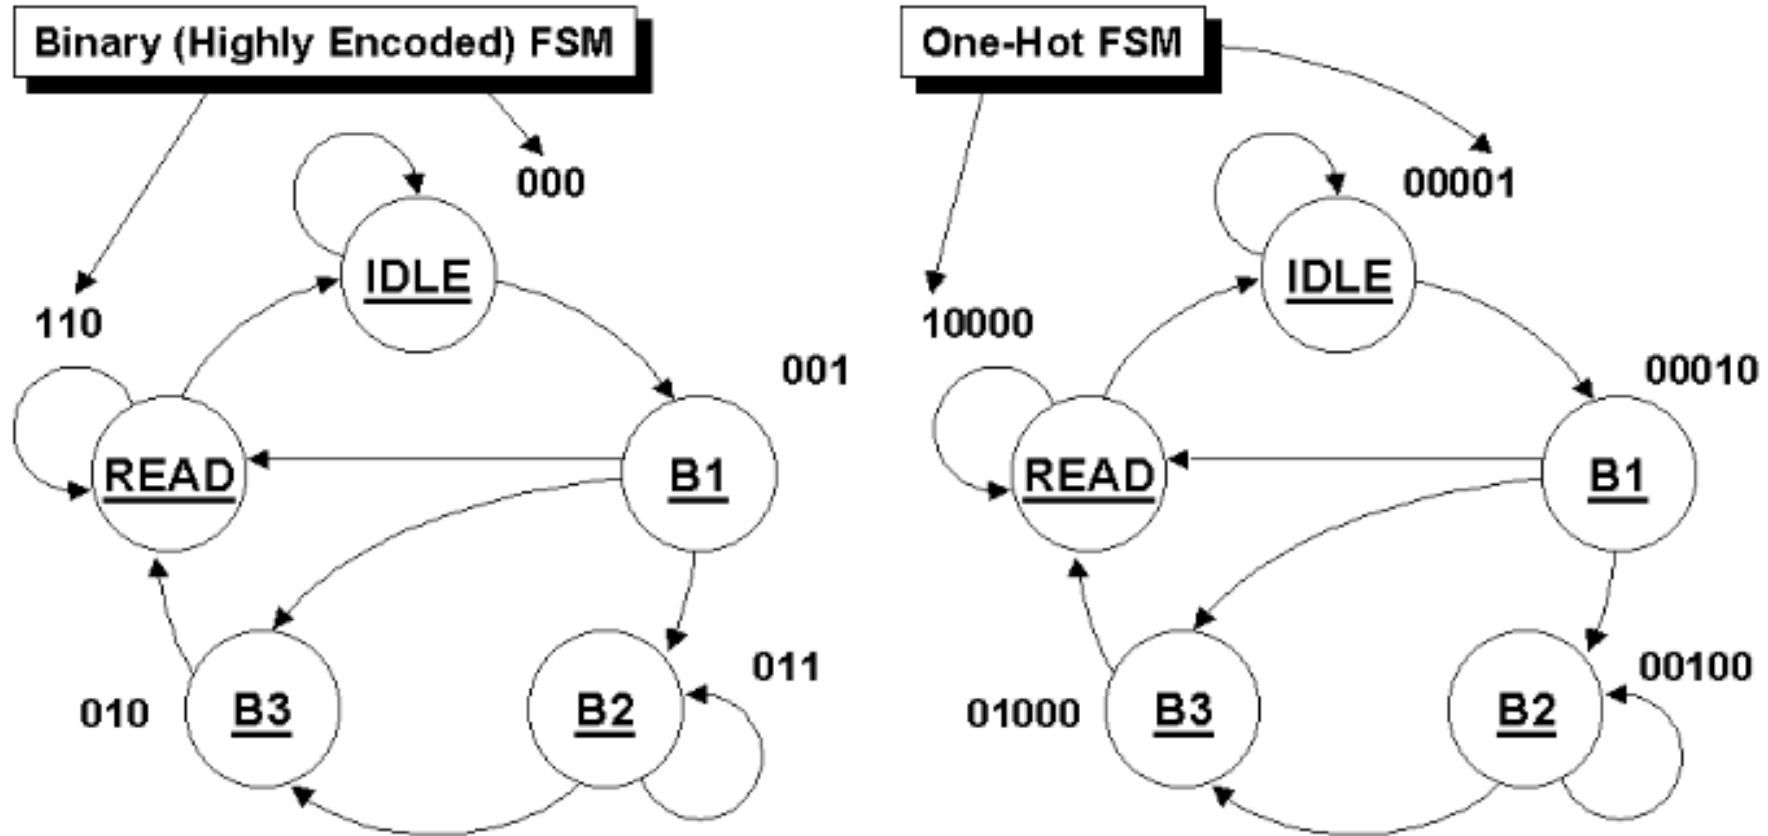 Binary (Highly Encoded) FSM
000
IDLE
110
001
READ
B1
011
010
B3
B2
One-Hot FSM
00001
IDLE
10000
00010
READ
B1
00100
01000
B3
B2